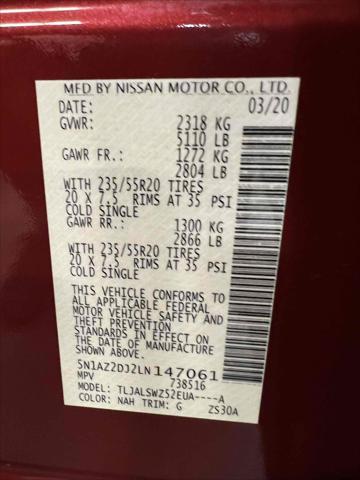 MFD BY NISSAN MOTOR CO., LTD.
DATE: 03/20
GVWR: 2318 KG
5110 LB
GAWR FR.: 1272 KG
2804 LB
WITH 235/55R20 TIRES
20 X 7.5 RIMS AT 35 PSI
COLD SINGLE
GAWR RR.: 1300 KG
2866 LB
WITH 235/55R20 TIRES
20 X 7.5 RIMS AT 35 PSI
COLD SINGLE
THIS VEHICLE CONFORMS TO
ALL APPLICABLE FEDERAL
MOTOR VEHICLE SAFETY AND
THEFT PREVENTION
STANDARDS IN EFFECT ON
THE DATE OF MANUFACTURE
SHOWN ABOVE.
5N1AZ2DJ2LN147061
MPV 738516
MODEL: TLJALSWZ52EUA----A
COLOR: NAH TRIM: G ZS30A